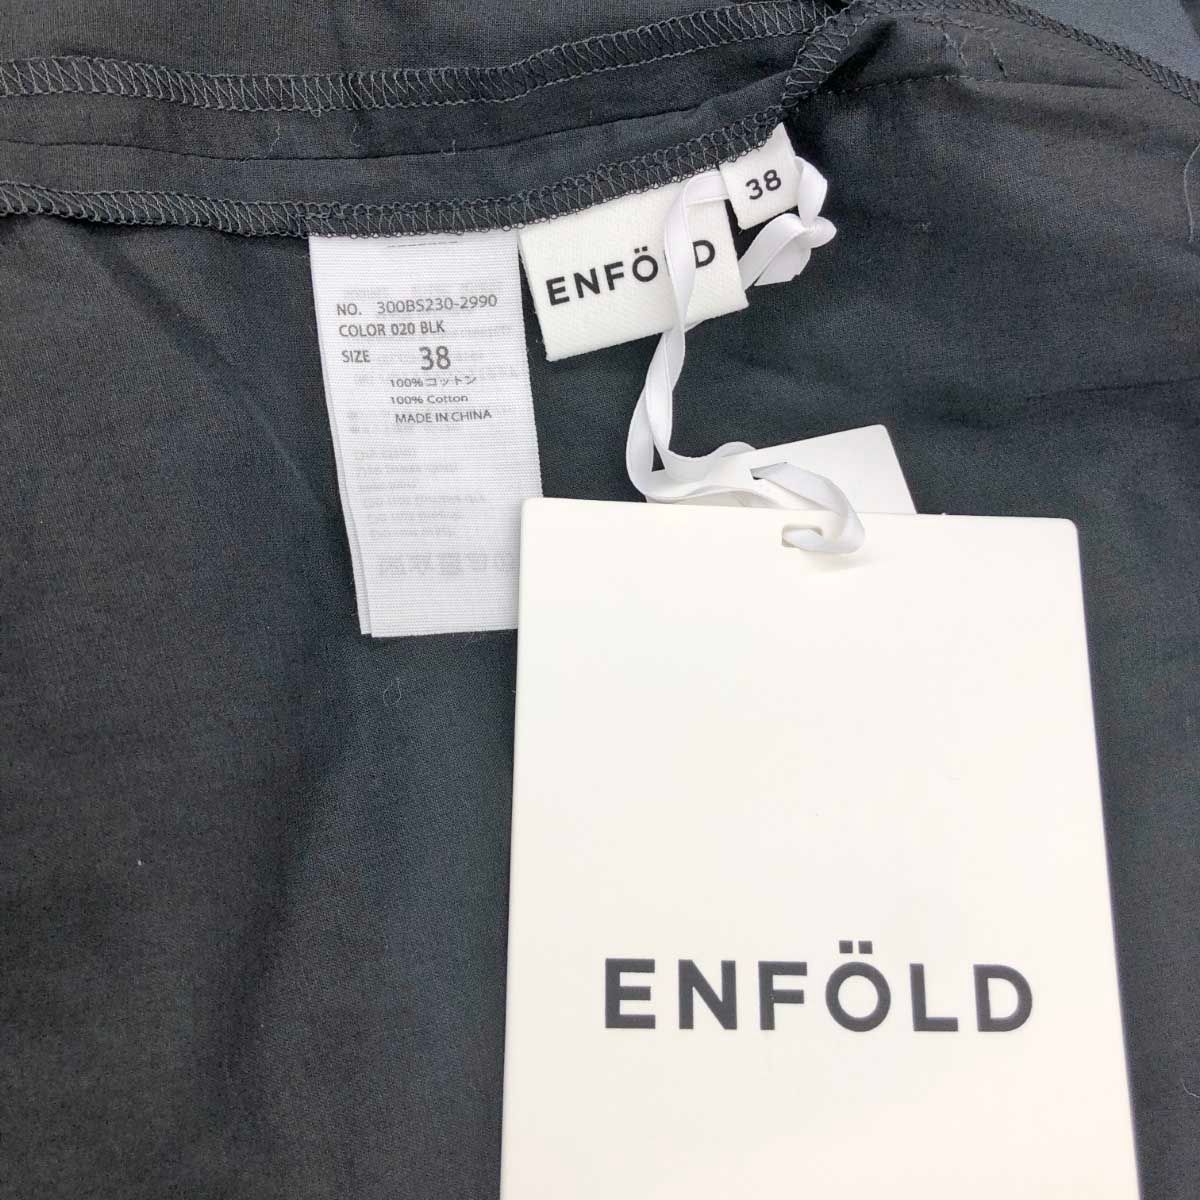 38
ENFÖLD
NO. 300BS230-2990
COLOR 020 BLK
SIZE 38
100%コットン
100% Cotton
MADE IN CHINA
ENFÖLD